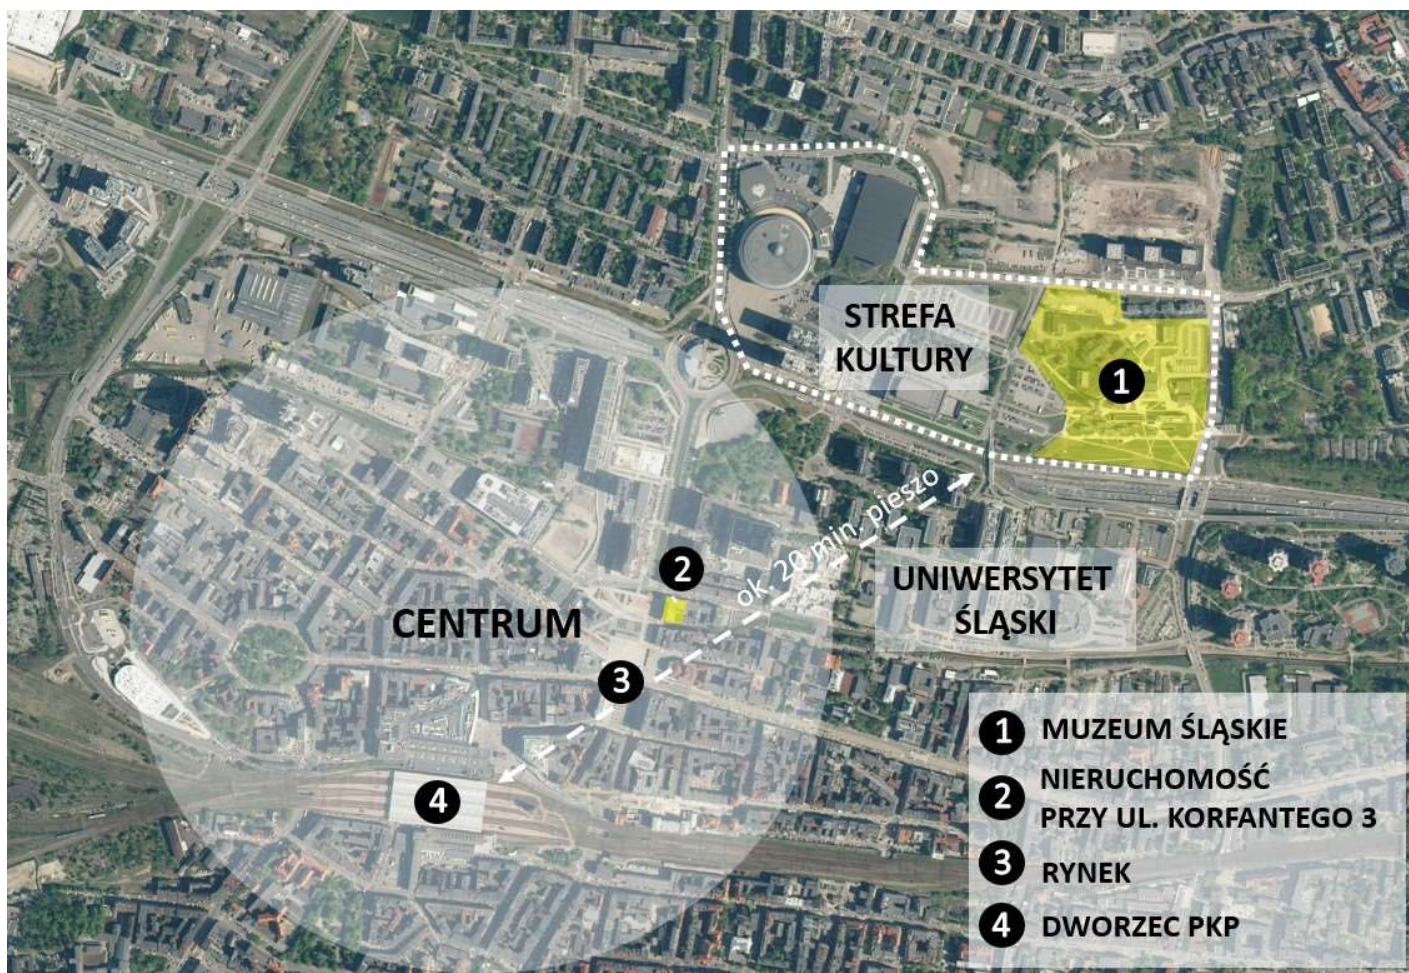 STREFA
KULTURY
1
ok. 20 min. pieszo
2
UNIWERSYTET
ŚLĄSKI
CENTRUM
3
4
1 MUZEUM ŚLĄSKIE
2 NIERUCHOMOŚĆ
PRZY UL. KORFANTEGO 3
3 RYNEK
4 DWORZEC PKP